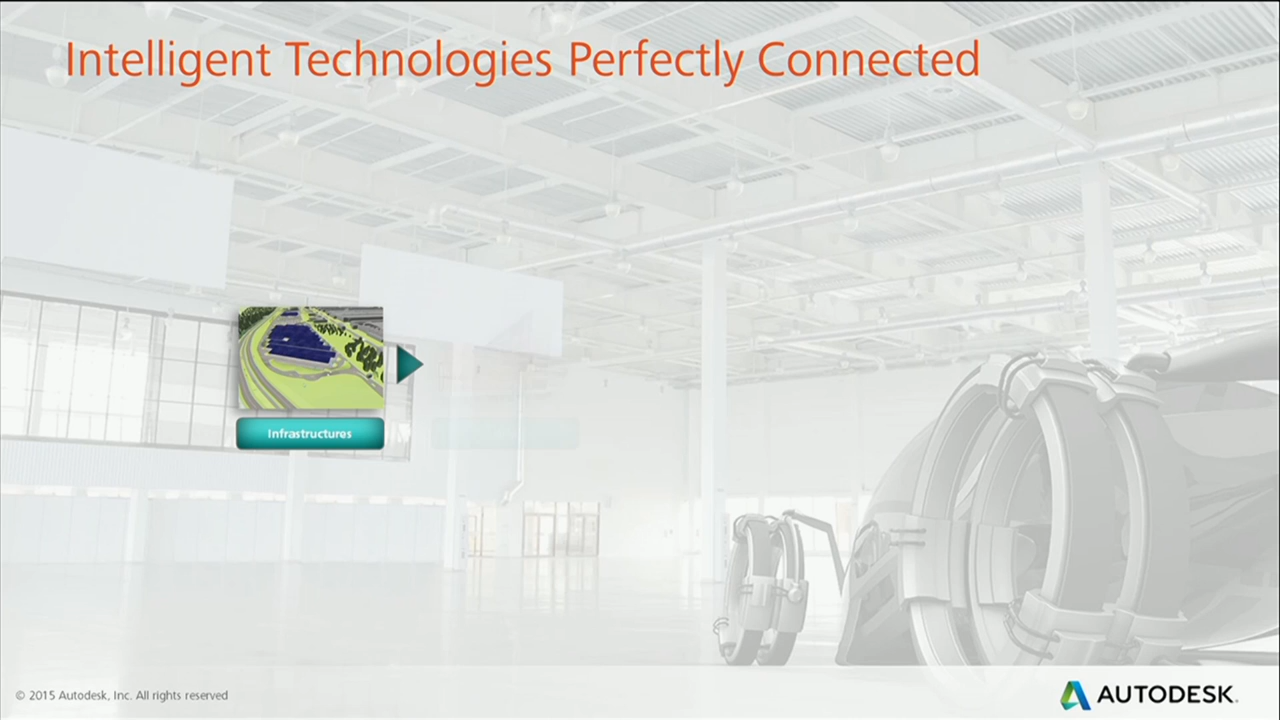 Intelligent Technologies Perfectly Connected
Infrastructures
© 2015 Autodesk, Inc. All rights reserved
AUTODESK.